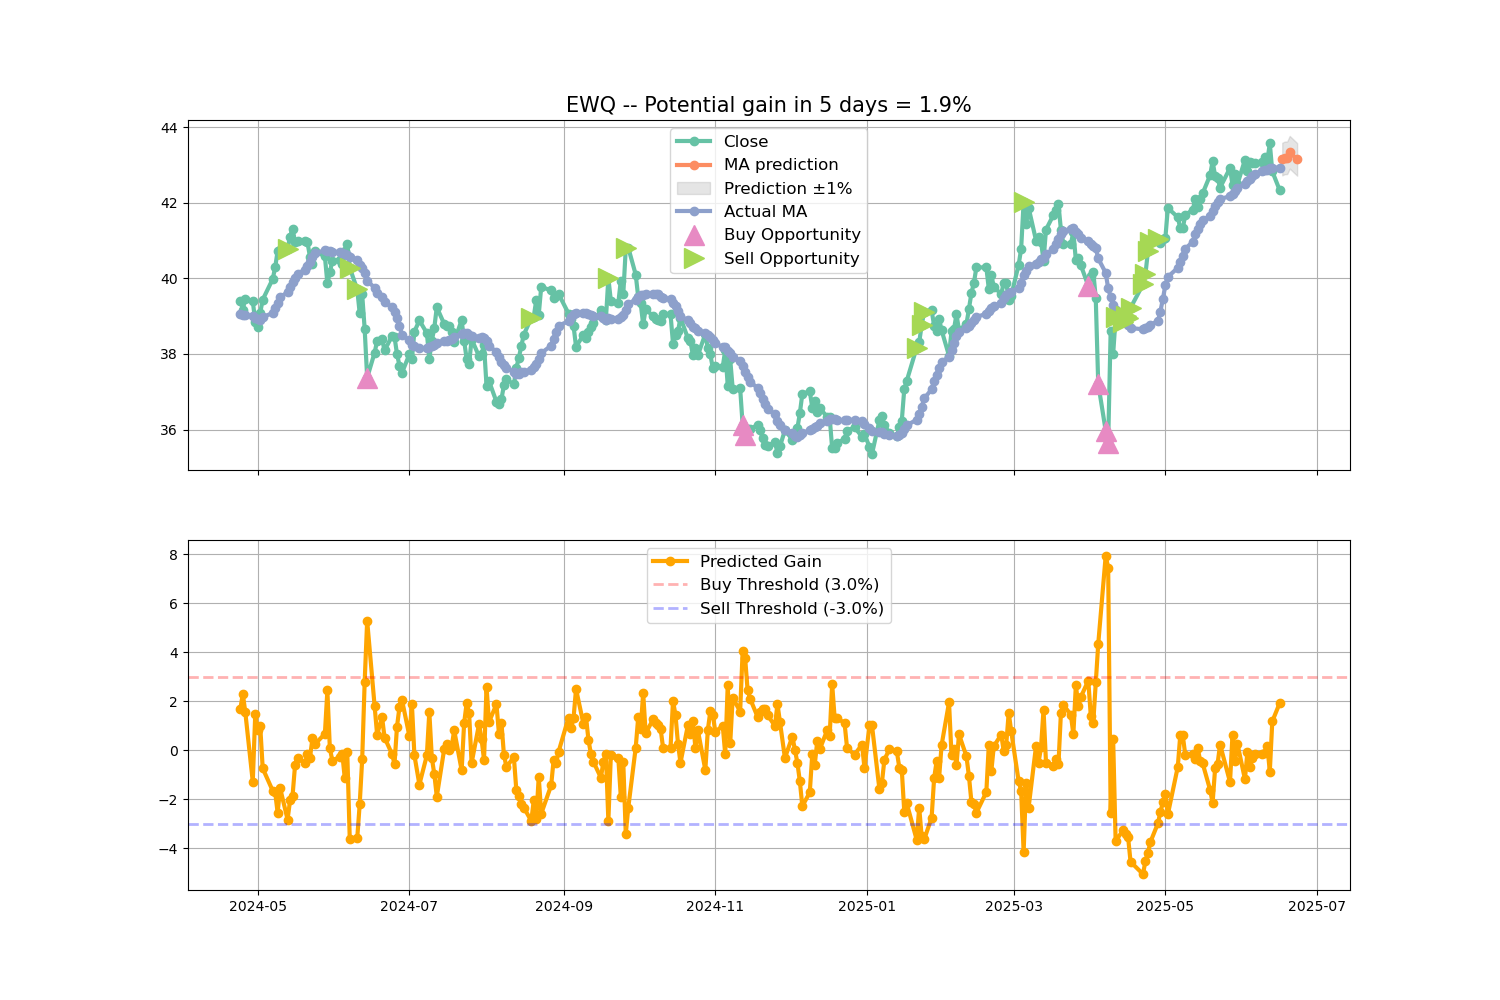 EWQ -- Potential gain in 5 days = 1.9%
44
42
40
38
36
Close
MA prediction
Prediction ±1%
Actual MA
Buy Opportunity
Sell Opportunity
8
6
4
2
0
−2
−4
Predicted Gain
Buy Threshold (3.0%)
Sell Threshold (-3.0%)
2024-05 2024-07 2024-09 2024-11 2025-01 2025-03 2025-05 2025-07